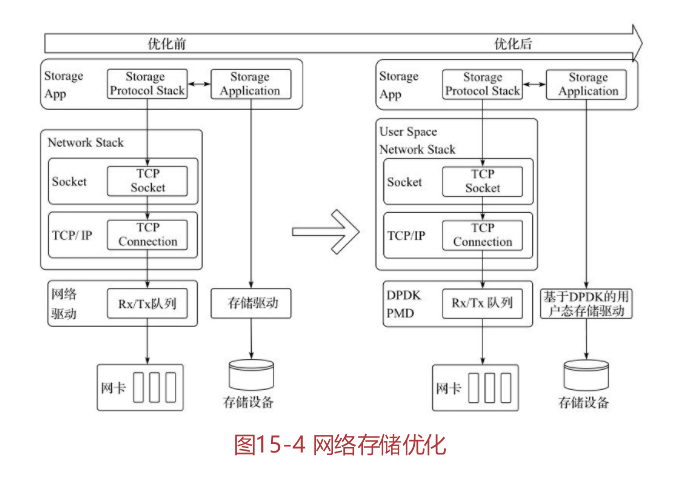 优化前
优化后
Storage
App
Storage
Protocol Stack
Storage
Application
Network Stack
Socket
TCP
Socket
TCP/ IP
TCP
Connection
网络
驱动
Rx/Tx队列
存储驱动
网卡
存储设备
Storage
App
Storage
Protocol Stack
Storage
Application
User Space
Network Stack
Socket
TCP
Socket
TCP/IP
TCP
Connection
DPDK
PMD
Rx/Tx 队列
基于DPDK的用
户态存储驱动
网卡
存储设备
图15-4 网络存储优化